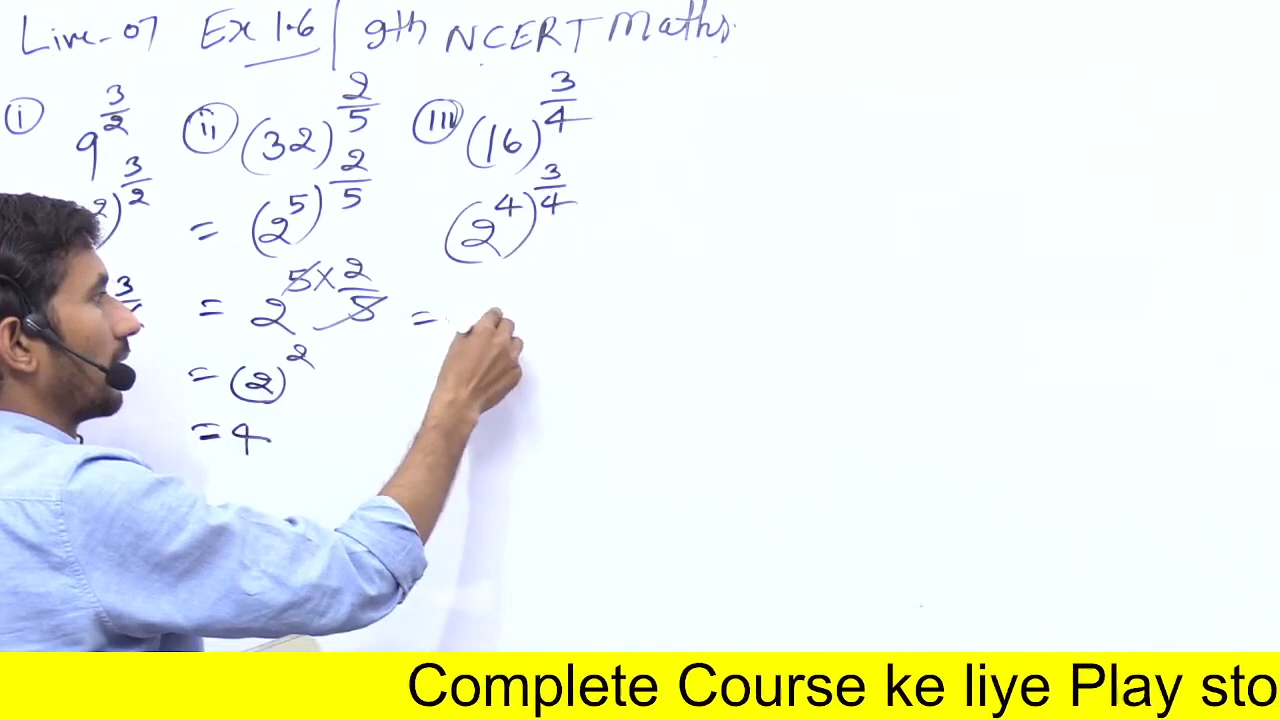 Live-07 Ex 1.6 | 9th NCERT Maths.
(i) 9^(3/2) (ii) (32)^(2/5) (iii) (16)^(3/4)
2)^(3/2) = (2^5)^(2/5) (2^4)^(3/4)
3 = 2^(5×2/5) =
= (2)^2
= 4
Complete Course ke liye Play sto